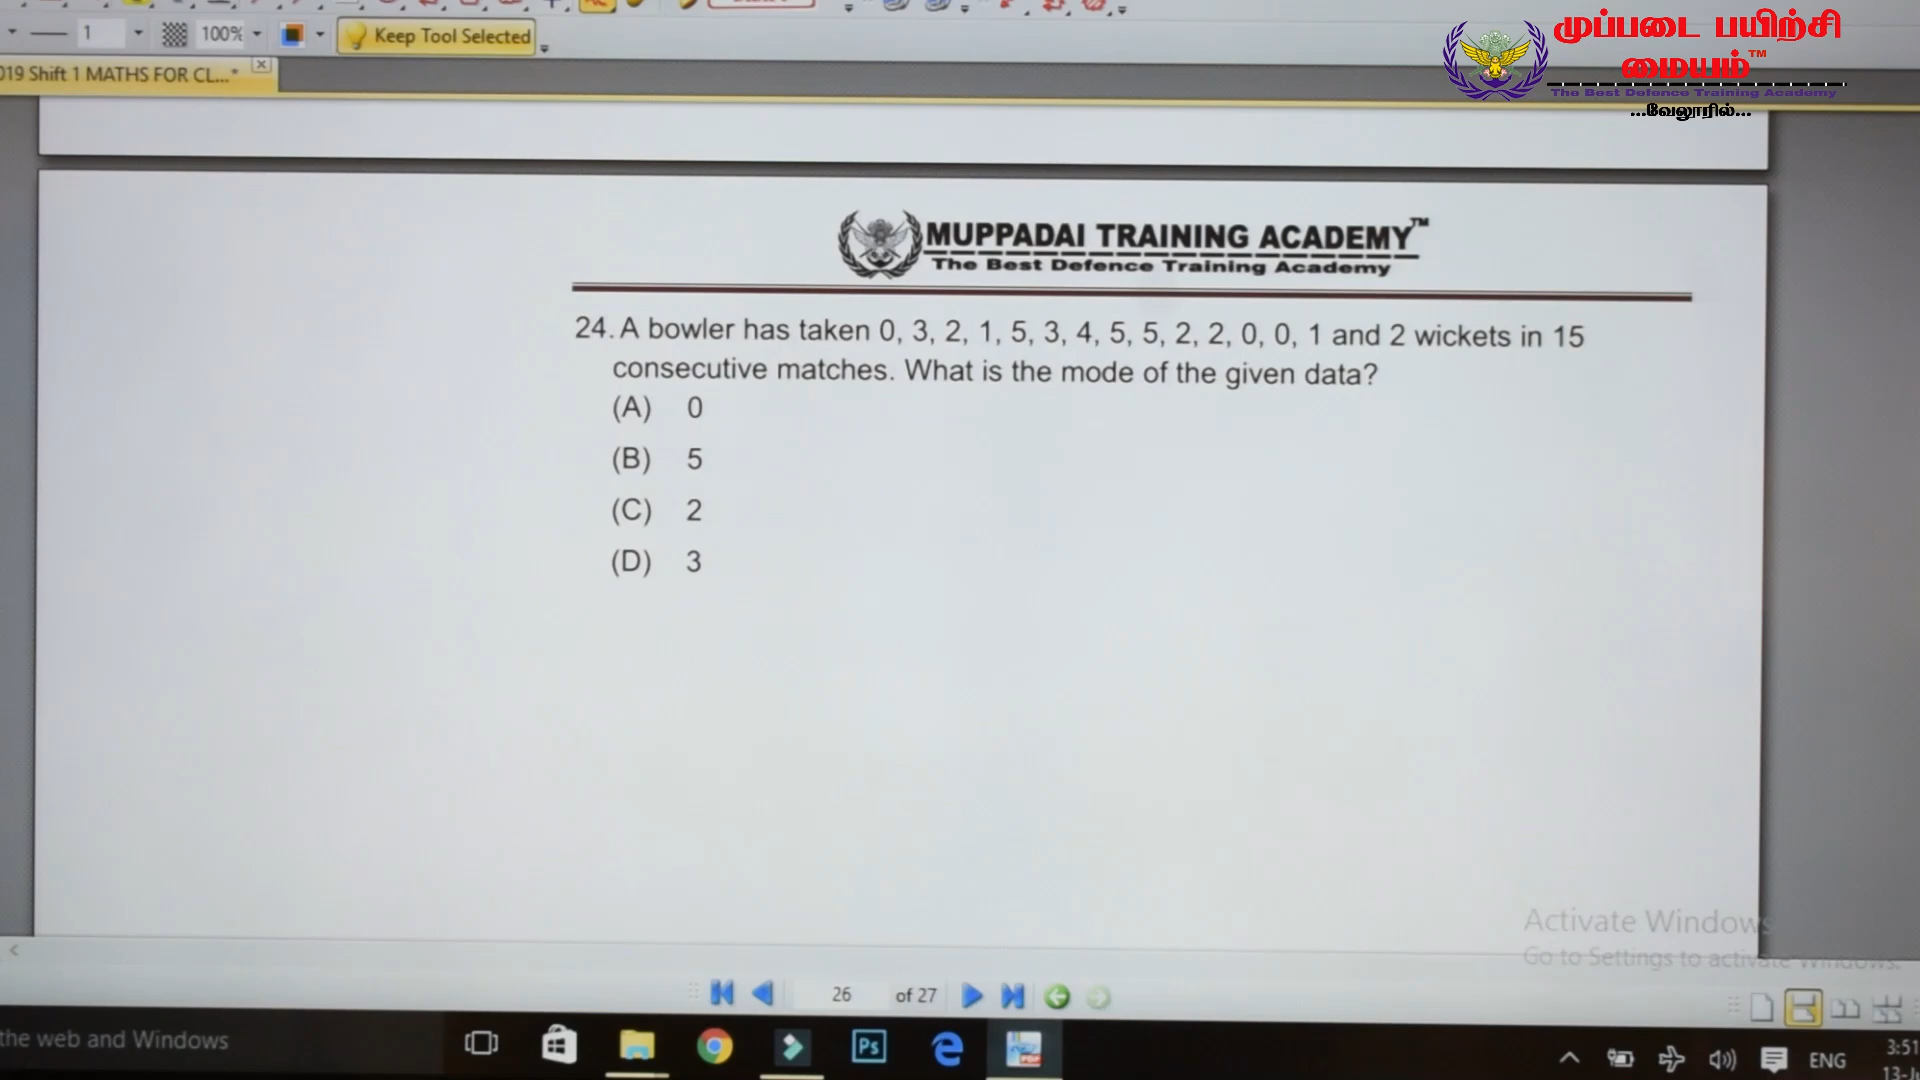 1
100%
Keep Tool Selected
019 Shift 1 MATHS FOR CL...*
முப்படை பயிற்சி
மையம்™
The Best Defence Training Academy
...வேலூரில்...
MUPPADAI TRAINING ACADEMY™
The Best Defence Training Academy
24. A bowler has taken 0, 3, 2, 1, 5, 3, 4, 5, 5, 2, 2, 0, 0, 1 and 2 wickets in 15
consecutive matches. What is the mode of the given data?
(A) 0
(B) 5
(C) 2
(D) 3
Activate Windows
Go to Settings to activate Windows.
26 of 27
the web and Windows
Ps
PDF
ENG
3:51